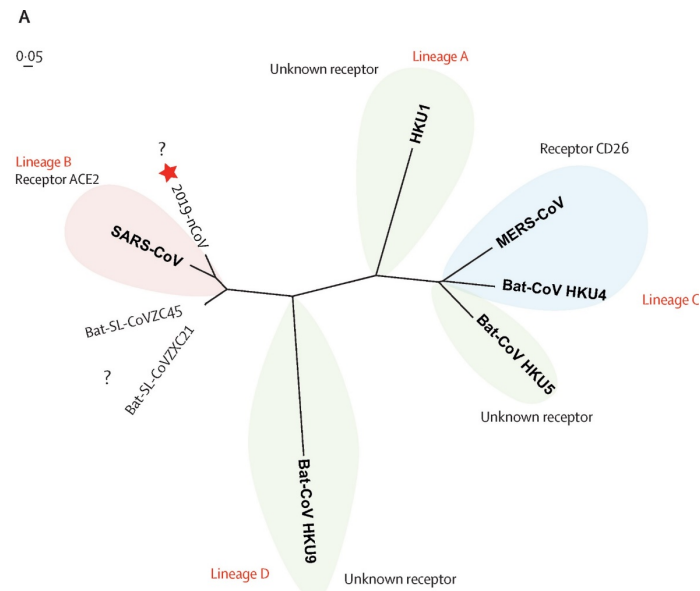 A
0·05
Unknown receptor
Lineage A
HKU1
Receptor CD26
MERS-CoV
Bat-CoV HKU4
Lineage C
Bat-CoV HKU5
Unknown receptor
?
2019-nCoV
Lineage B
Receptor ACE2
SARS-CoV
Bat-SL-CoVZC45
Bat-SL-CoVZXC21
?
Bat-CoV HKU9
Lineage D
Unknown receptor